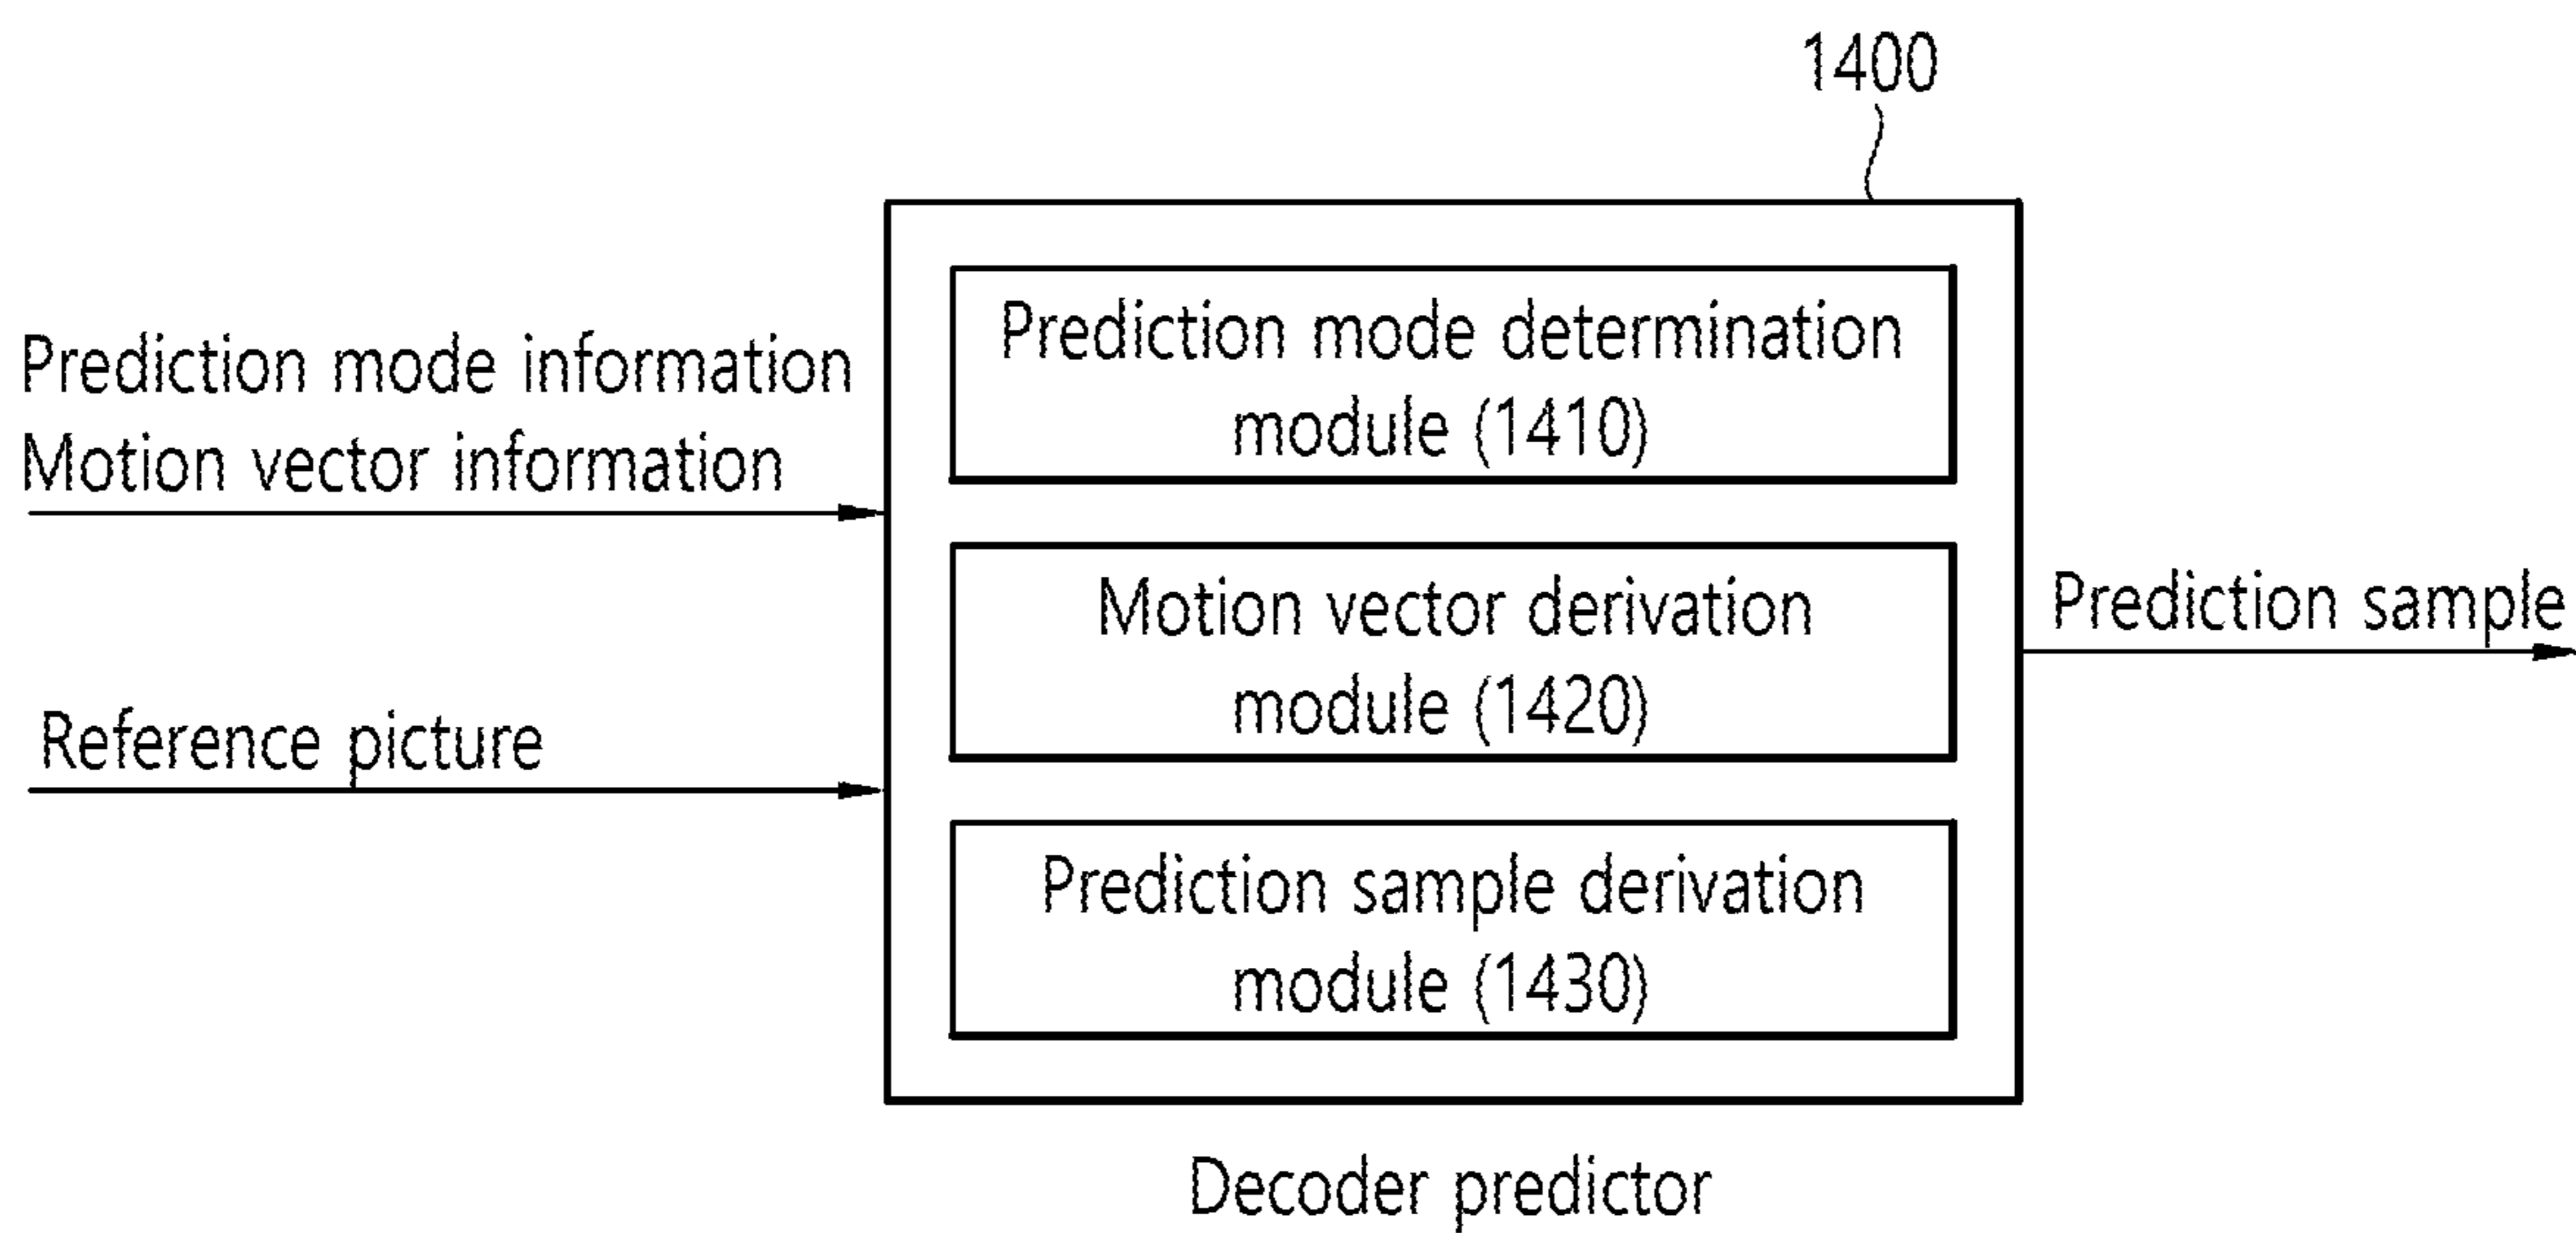 1400
Prediction mode information
Motion vector information
Reference picture
Prediction mode determination
module (1410)
Motion vector derivation
module (1420)
Prediction sample derivation
module (1430)
Prediction sample
Decoder predictor